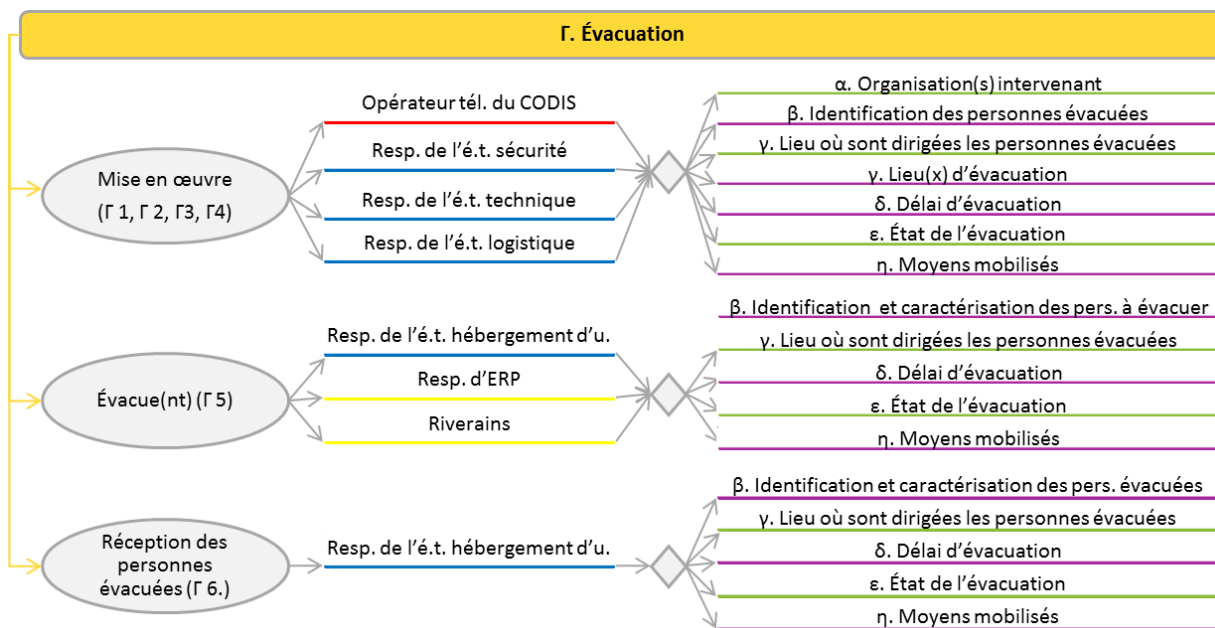 Γ. Évacuation
Mise en œuvre
(Γ 1, Γ 2, Γ3, Γ4)
Opérateur tél. du CODIS
Resp. de l’é.t. sécurité
Resp. de l’é.t. technique
Resp. de l’é.t. logistique
α. Organisation(s) intervenant
β. Identification des personnes évacuées
γ. Lieu où sont dirigées les personnes évacuées
γ. Lieu(x) d’évacuation
δ. Délai d’évacuation
ε. État de l’évacuation
η. Moyens mobilisés
Évacue(nt) (Γ 5)
Resp. de l’é.t. hébergement d’u.
Resp. d’ERP
Riverains
β. Identification et caractérisation des pers. à évacuer
γ. Lieu où sont dirigées les personnes évacuées
δ. Délai d’évacuation
ε. État de l’évacuation
η. Moyens mobilisés
Réception des
personnes
évacuées (Γ 6.)
Resp. de l’é.t. hébergement d’u.
β. Identification et caractérisation des pers. évacuées
γ. Lieu où sont dirigées les personnes évacuées
δ. Délai d’évacuation
ε. État de l’évacuation
η. Moyens mobilisés